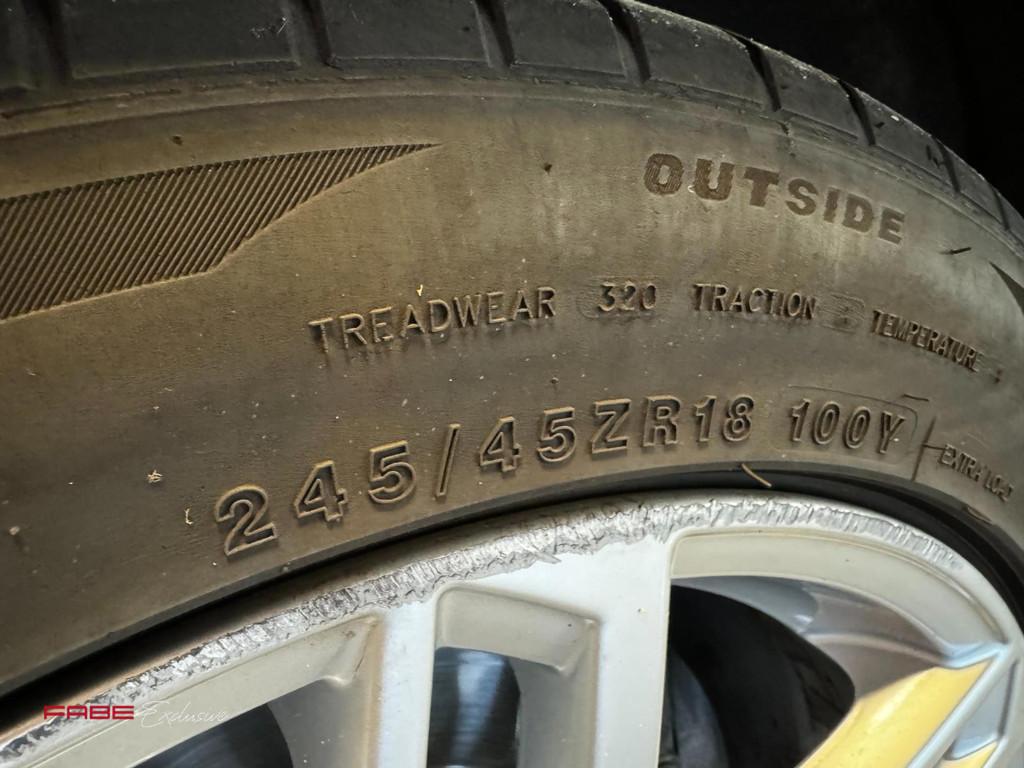 OUTSIDE
TREADWEAR 320 TRACTION TEMPERATURE
245/45ZR18 100Y EXTRA LOAD
FABE Exclusive